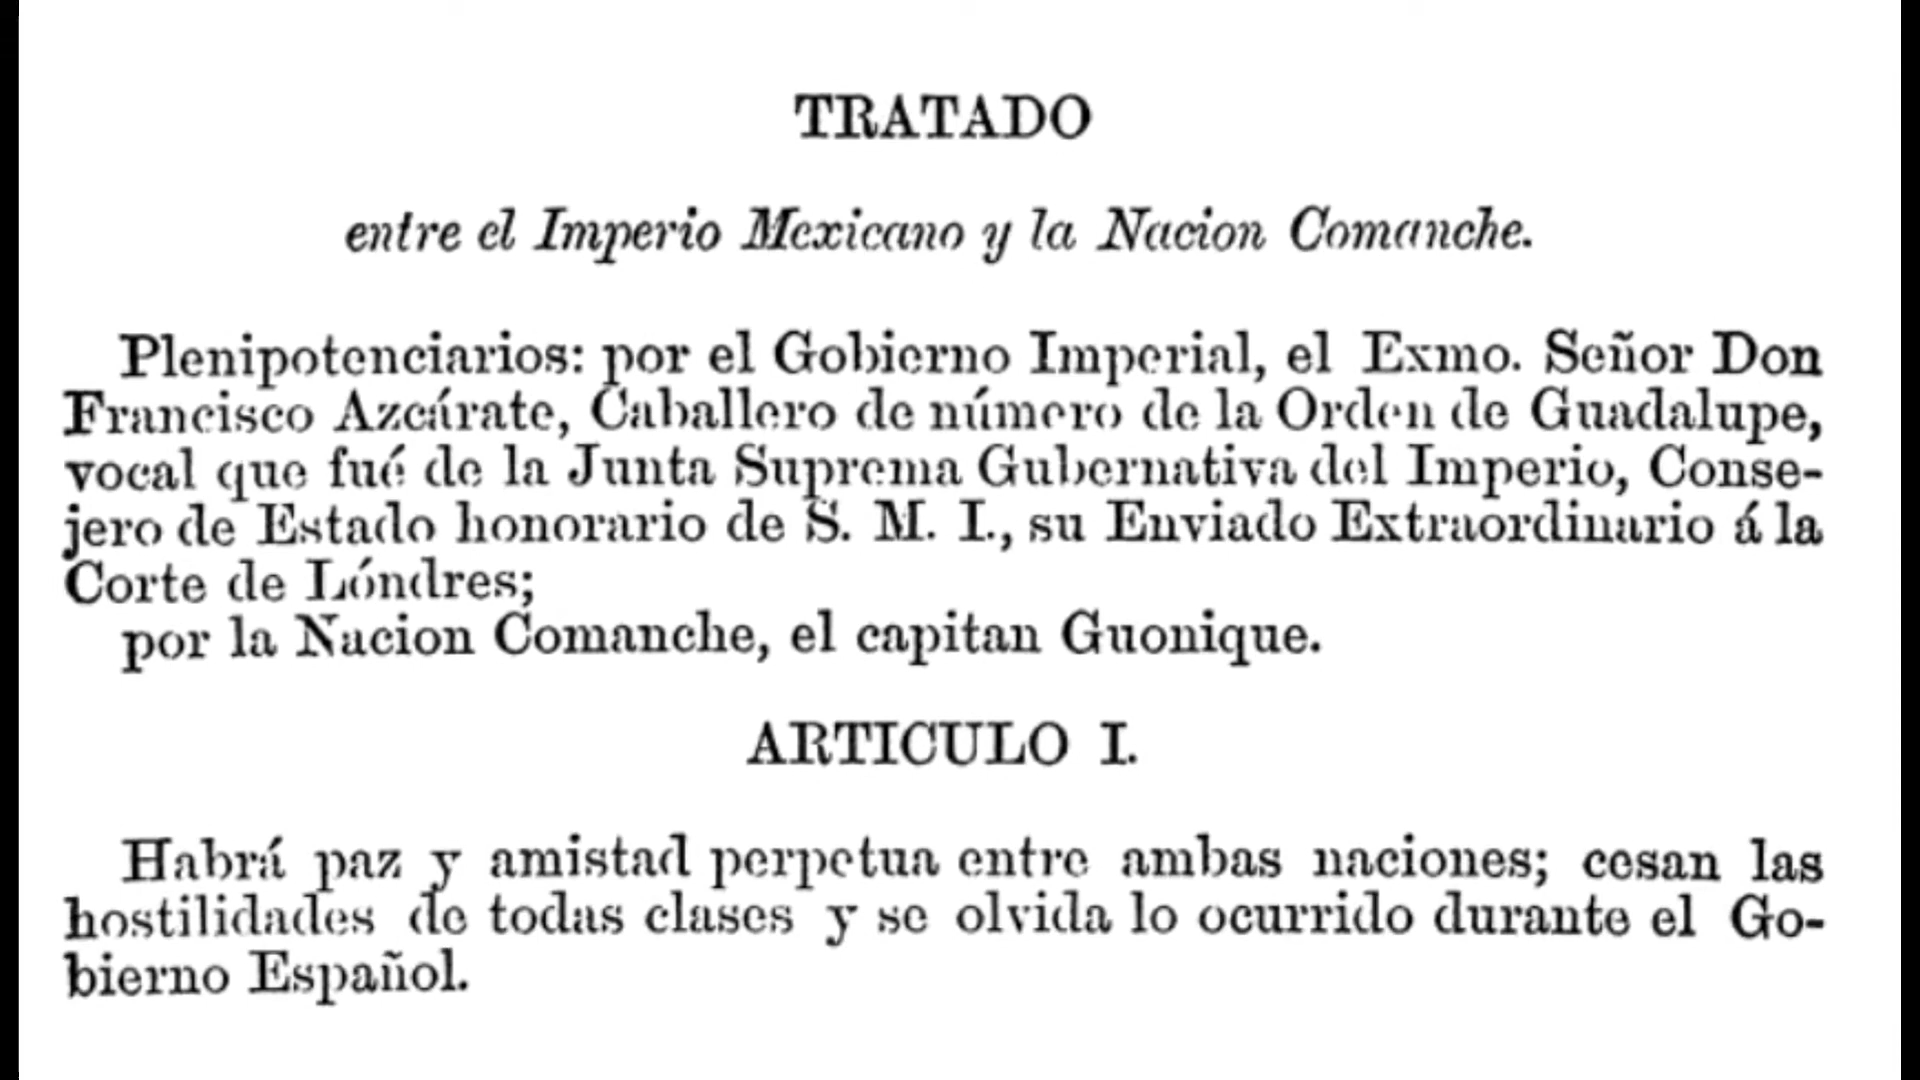 TRATADO
entre el Imperio Mexicano y la Nacion Comanche.
Plenipotenciarios: por el Gobierno Imperial, el Exmo. Señor Don
Francisco Azcárate, Caballero de número de la Orden de Guadalupe,
vocal que fué de la Junta Suprema Gubernativa del Imperio, Conse-
jero de Estado honorario de S. M. I., su Enviado Extraordinario á la
Corte de Lóndres;
por la Nacion Comanche, el capitan Guonique.
ARTICULO I.
Habrá paz y amistad perpetua entre ambas naciones; cesan las
hostilidades de todas clases y se olvida lo ocurrido durante el Go-
bierno Español.